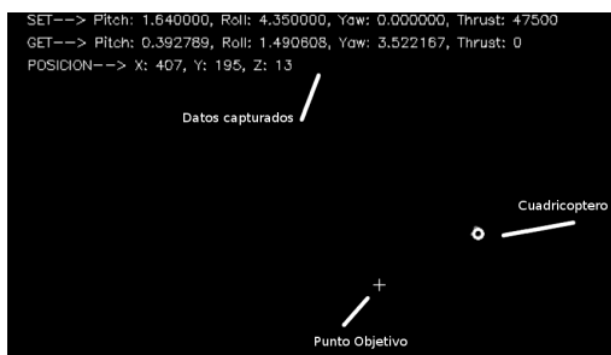 SET--> Pitch: 1.640000, Roll: 4.350000, Yaw: 0.000000, Thrust: 47500
GET--> Pitch: 0.392789, Roll: 1.490608, Yaw: 3.522167, Thrust: 0
POSICION--> X: 407, Y: 195, Z: 13
Datos capturados
Cuadricoptero
Punto Objetivo